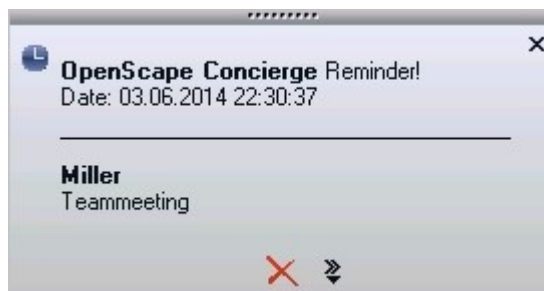 OpenScape Concierge Reminder!
Date: 03.06.2014 22:30:37
Miller
Teammeeting